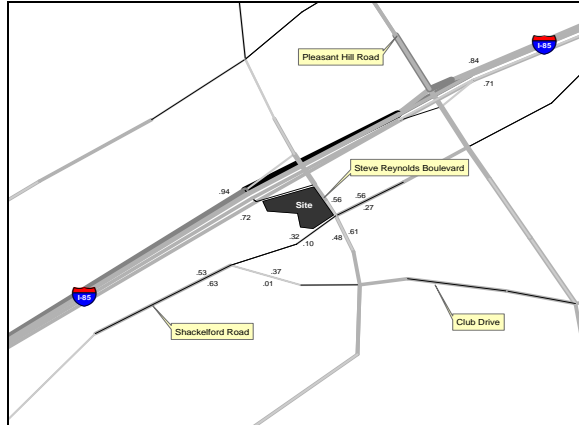 I-85
.84
Pleasant Hill Road
.71
Steve Reynolds Boulevard
.94
.56
.56
Site
.27
.72
.32
.61
.10
.48
.53
.37
.63
.01
I-85
Shackelford Road
Club Drive